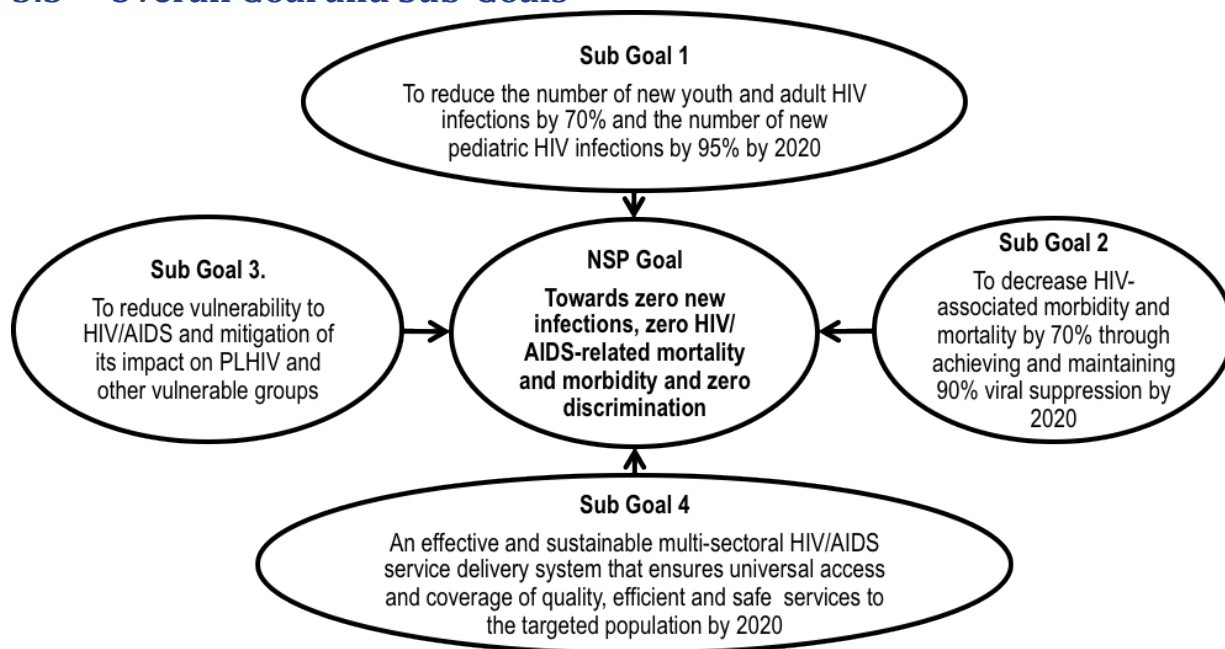 Overall Goal and Sub-Goals
Sub Goal 1
To reduce the number of new youth and adult HIV
infections by 70% and the number of new
pediatric HIV infections by 95% by 2020
Sub Goal 3.
To reduce vulnerability to
HIV/AIDS and mitigation of
its impact on PLHIV and
other vulnerable groups
NSP Goal
Towards zero new
infections, zero HIV/
AIDS-related mortality
and morbidity and zero
discrimination
Sub Goal 2
To decrease HIV-
associated morbidity and
mortality by 70% through
achieving and maintaining
90% viral suppression by
2020
Sub Goal 4
An effective and sustainable multi-sectoral HIV/AIDS
service delivery system that ensures universal access
and coverage of quality, efficient and safe services to
the targeted population by 2020